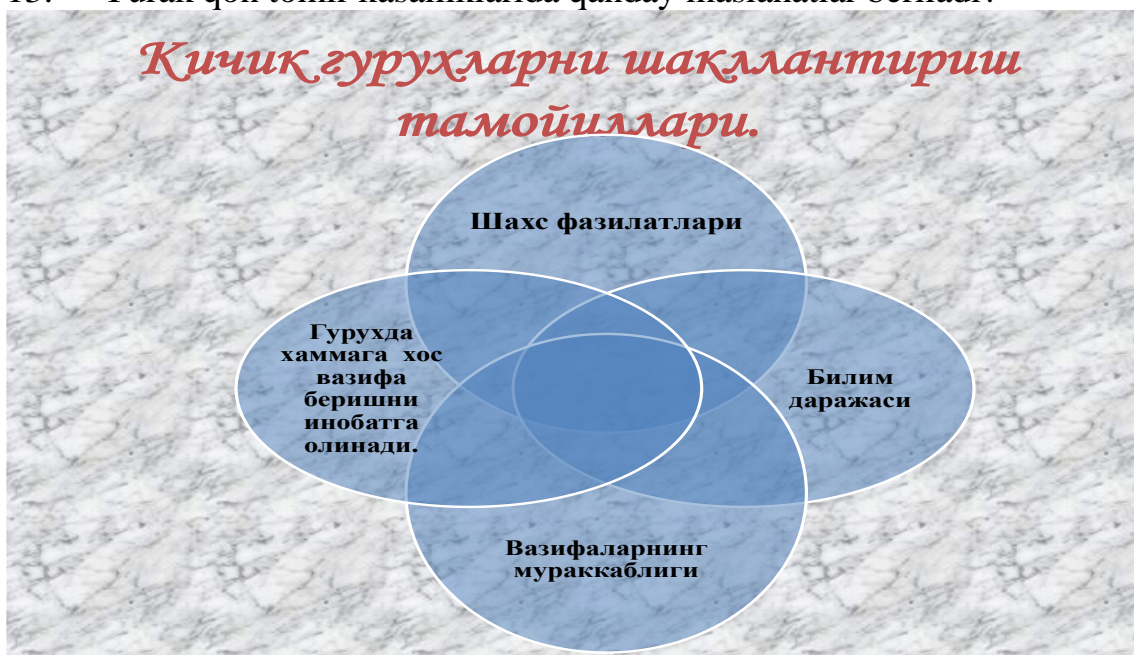 Кичик гурухларни шакллантириш
тамойиллари.
Шахс фазилатлари
Гурухда
хаммага хос
вазифа
беришни
инобатга
олинади.
Билим
даражаси
Вазифаларнинг
мураккаблиги